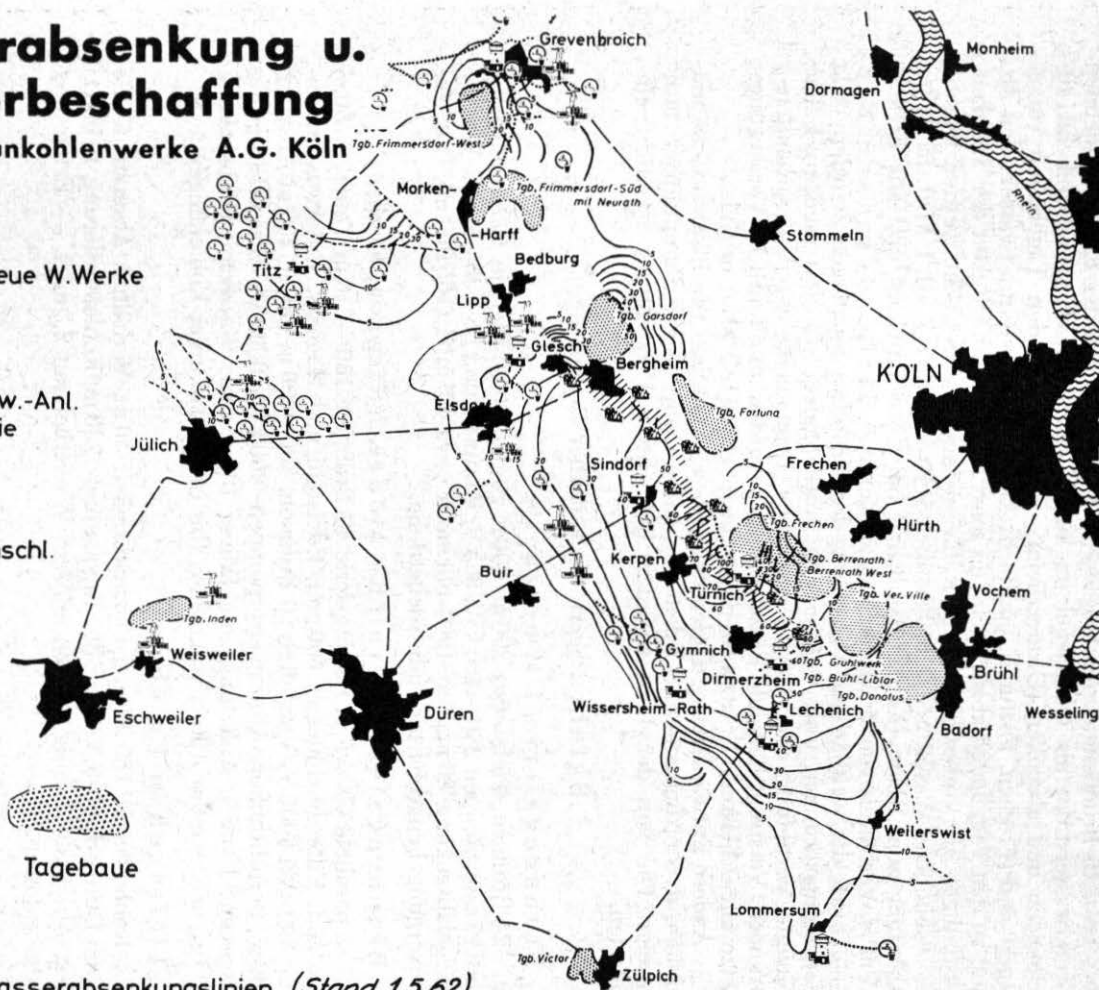 rabsenkung u.
rbeschaffung
unkohlenwerke A.G. Köln
eue W.Werke
w.-Anl
ie
schl.
Tagebaue
asserabsenkungslinien (Stand 1.5.62)
Grevenbroich
Monheim
Dormagen
Tgb. Frimmersdorf-West
Rhein
Morken-
-Harff
Tgb. Frimmersdorf-Süd
mit Neurath
Stommeln
Titz
Bedburg
Lipp
Tgb. Garsdorf
Glesch
Bergheim
KÖLN
Elsdorf
Tgb. Fortuna
Jülich
Sindorf
Frechen
Tgb. Frechen
Hürth
Kerpen
Tgb. Berrenrath -
Berrenrath West
Buir
Türnich
Tgb. Ver. Ville
Vochem
Tgb. Inden
Weisweiler
Gymnich
Tgb. Gruhlwerk
Brühl
Dirmerzheim
Tgb. Brühl-Liblar
Tgb. Donatus
Eschweiler
Düren
Wissersheim-Rath
Lechenich
Badorf
Wesseling
Weilerswist
Lommersum
Tgb. Victor
Zülpich